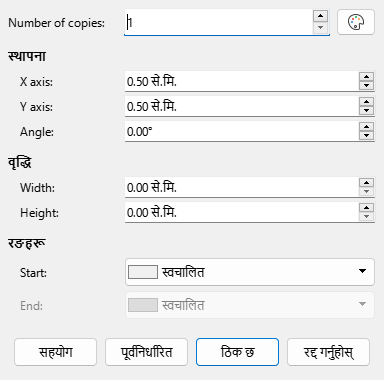 Number of copies: 1
स्थापना
X axis: 0.50 से.मि.
Y axis: 0.50 से.मि.
Angle: 0.00°
वृद्धि
Width: 0.00 से.मि.
Height: 0.00 से.मि.
रङहरू
Start: स्वचालित
End: स्वचालित
सहयोग पूर्वनिर्धारित ठिक छ रद्द गर्नुहोस्